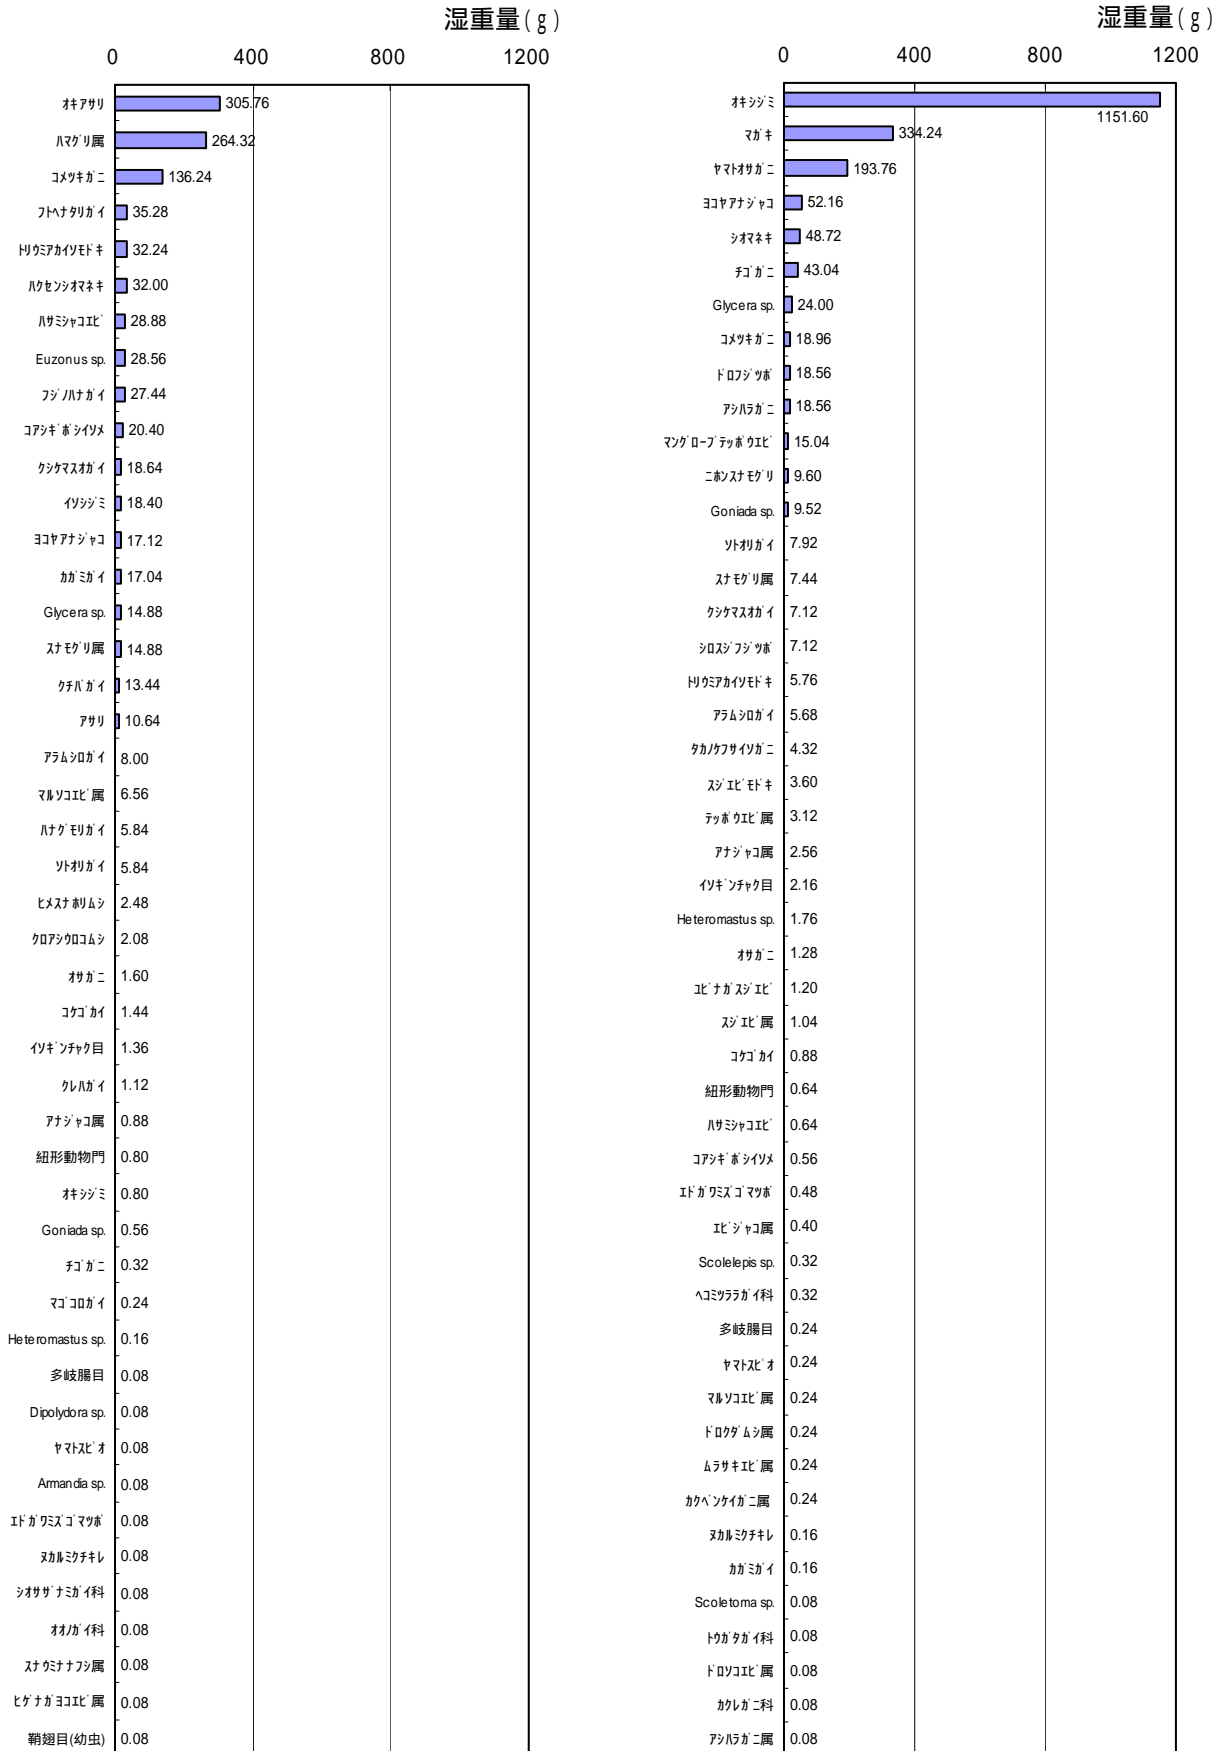 湿重量(g)
0 400 800 1200
オキアサリ 305.76
ハマグリ属 264.32
コメツキガニ 136.24
フトヘナタリガイ 35.28
トリウミアカイソモドキ 32.24
ハクセンシオマネキ 32.00
ハサミシャコエビ 28.88
Euzonus sp. 28.56
フジノハナガイ 27.44
コアシギボシイソメ 20.40
クシケマスオガイ 18.64
イソシジミ 18.40
ヨコヤアナジャコ 17.12
カガミガイ 17.04
Glycera sp. 14.88
スナモグリ属 14.88
クチバガイ 13.44
アサリ 10.64
アラムシロガイ 8.00
マルソコエビ属 6.56
ハナグモリガイ 5.84
ソトオリガイ 5.84
ヒメスナホリムシ 2.48
クロアシウロコムシ 2.08
オサガニ 1.60
コケゴカイ 1.44
イソギンチャク目 1.36
クレハガイ 1.12
アナジャコ属 0.88
紐形動物門 0.80
オキシジミ 0.80
Goniada sp. 0.56
チゴガニ 0.32
マゴコロガイ 0.24
Heteromastus sp. 0.16
多岐腸目 0.08
Dipolydora sp. 0.08
ヤマトスピオ 0.08
Armandia sp. 0.08
エドガワミズゴマツボ 0.08
ヌカルミクチキレ 0.08
シオサザナミガイ科 0.08
オオノガイ科 0.08
スナウミナナフシ属 0.08
ヒゲナガヨコエビ属 0.08
鞘翅目(幼虫) 0.08
湿重量(g)
0 400 800 1200
オキシジミ 1151.60
マガキ 334.24
ヤマトオサガニ 193.76
ヨコヤアナジャコ 52.16
シオマネキ 48.72
チゴガニ 43.04
Glycera sp. 24.00
コメツキガニ 18.96
ドロフジツボ 18.56
アシハラガニ 18.56
マングローブテッポウエビ 15.04
ニホンスナモグリ 9.60
Goniada sp. 9.52
ソトオリガイ 7.92
スナモグリ属 7.44
クシケマスオガイ 7.12
シロスジフジツボ 7.12
トリウミアカイソモドキ 5.76
アラムシロガイ 5.68
タカノケフサイソガニ 4.32
スジエビモドキ 3.60
テッポウエビ属 3.12
アナジャコ属 2.56
イソギンチャク目 2.16
Heteromastus sp. 1.76
オサガニ 1.28
ユビナガスジエビ 1.20
スジエビ属 1.04
コケゴカイ 0.88
紐形動物門 0.64
ハサミシャコエビ 0.64
コアシギボシイソメ 0.56
エドガワミズゴマツボ 0.48
エビジャコ属 0.40
Scolelepis sp. 0.32
ヘコミツララガイ科 0.32
多岐腸目 0.24
ヤマトスピオ 0.24
マルソコエビ属 0.24
ドロクダムシ属 0.24
ムラサキエビ属 0.24
カクベンケイガニ属 0.24
ヌカルミクチキレ 0.16
カガミガイ 0.16
Scoletoma sp. 0.08
トウガタガイ科 0.08
ドロソコエビ属 0.08
カクレガニ科 0.08
アシハラガニ属 0.08